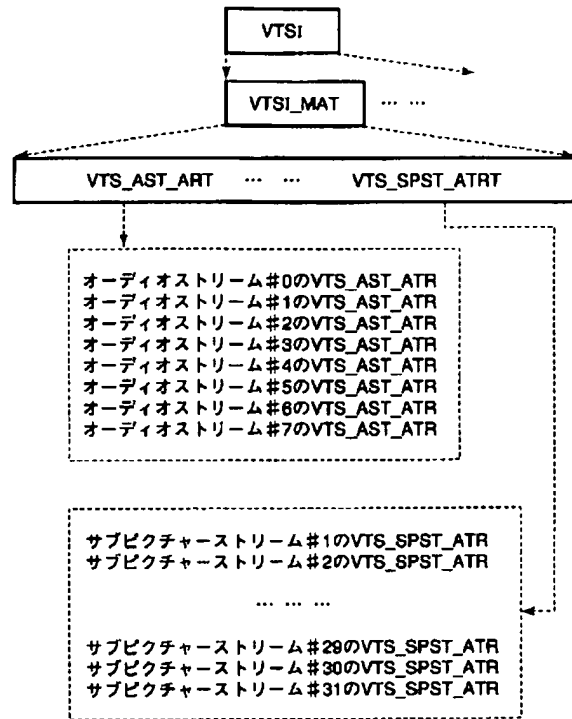 VTSI
VTSI_MAT … …
VTS_AST_ART … … VTS_SPST_ATRT
オーディオストリーム#0のVTS_AST_ATR
オーディオストリーム#1のVTS_AST_ATR
オーディオストリーム#2のVTS_AST_ATR
オーディオストリーム#3のVTS_AST_ATR
オーディオストリーム#4のVTS_AST_ATR
オーディオストリーム#5のVTS_AST_ATR
オーディオストリーム#6のVTS_AST_ATR
オーディオストリーム#7のVTS_AST_ATR
サブピクチャーストリーム#1のVTS_SPST_ATR
サブピクチャーストリーム#2のVTS_SPST_ATR
… … …
サブピクチャーストリーム#29のVTS_SPST_ATR
サブピクチャーストリーム#30のVTS_SPST_ATR
サブピクチャーストリーム#31のVTS_SPST_ATR